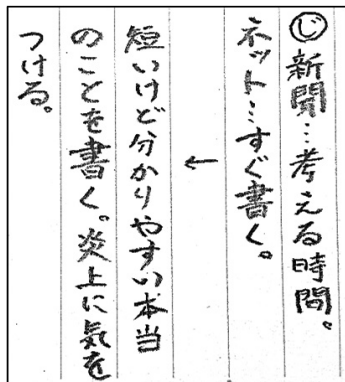 ㋛新聞…考える時間。
ネット…すぐ書く。
↓
短いけど分かりやすい本当
のことを書く。炎上に気を
つける。